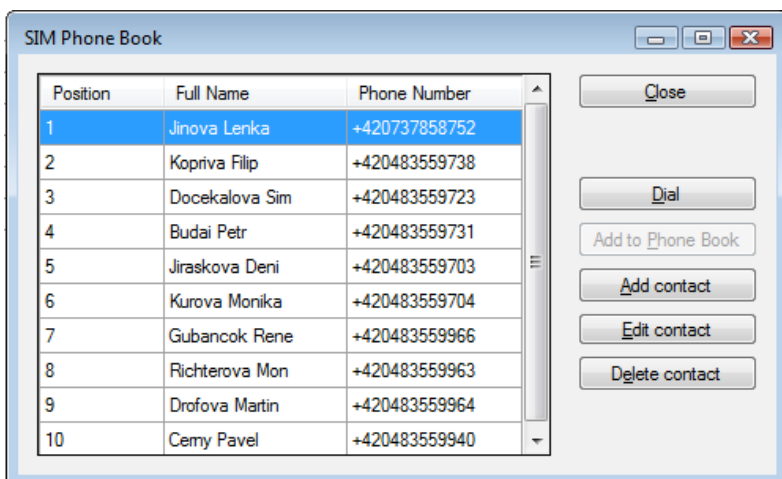 SIM Phone Book
Position Full Name Phone Number
1 Jinova Lenka +420737858752
2 Kopriva Filip +420483559738
3 Docekalova Sim +420483559723
4 Budai Petr +420483559731
5 Jiraskova Deni +420483559703
6 Kurova Monika +420483559704
7 Gubancok Rene +420483559966
8 Richterova Mon +420483559963
9 Drofova Martin +420483559964
10 Cerny Pavel +420483559940
Close
Dial
Add to Phone Book
Add contact
Edit contact
Delete contact